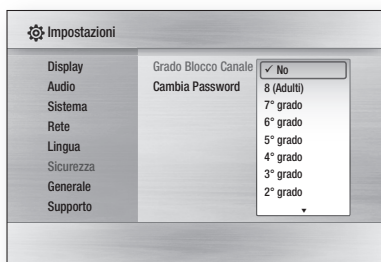 Impostazioni
Display
Audio
Sistema
Rete
Lingua
Sicurezza
Generale
Supporto
Grado Blocco Canale
Cambia Password
✓ No
8 (Adulti)
7° grado
6° grado
5° grado
4° grado
3° grado
2° grado